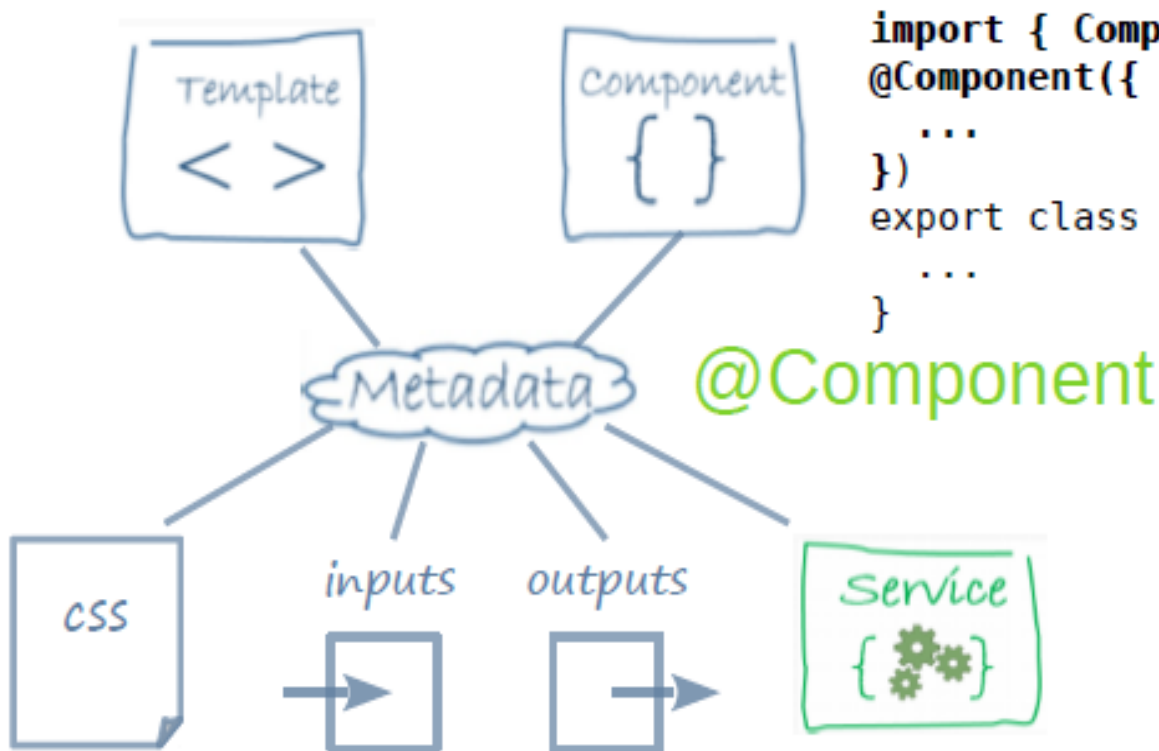 Template
< >
Component
{ }
import { Comp
@Component({
...
})
export class
...
}
Metadata
@Component
css
inputs
outputs
Service
{ }